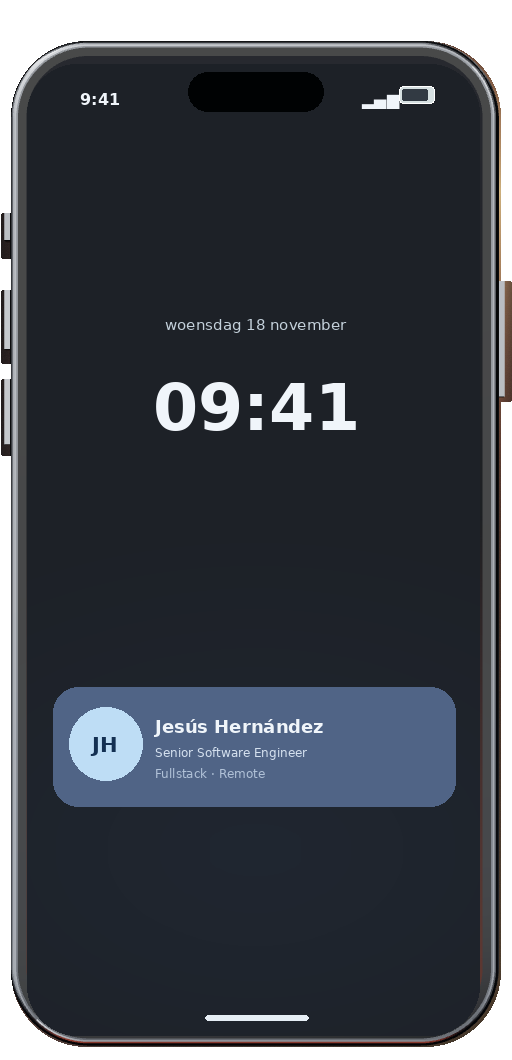 9:41
woensdag 18 november
09:41
JH
Jesús Hernández
Senior Software Engineer
Fullstack · Remote